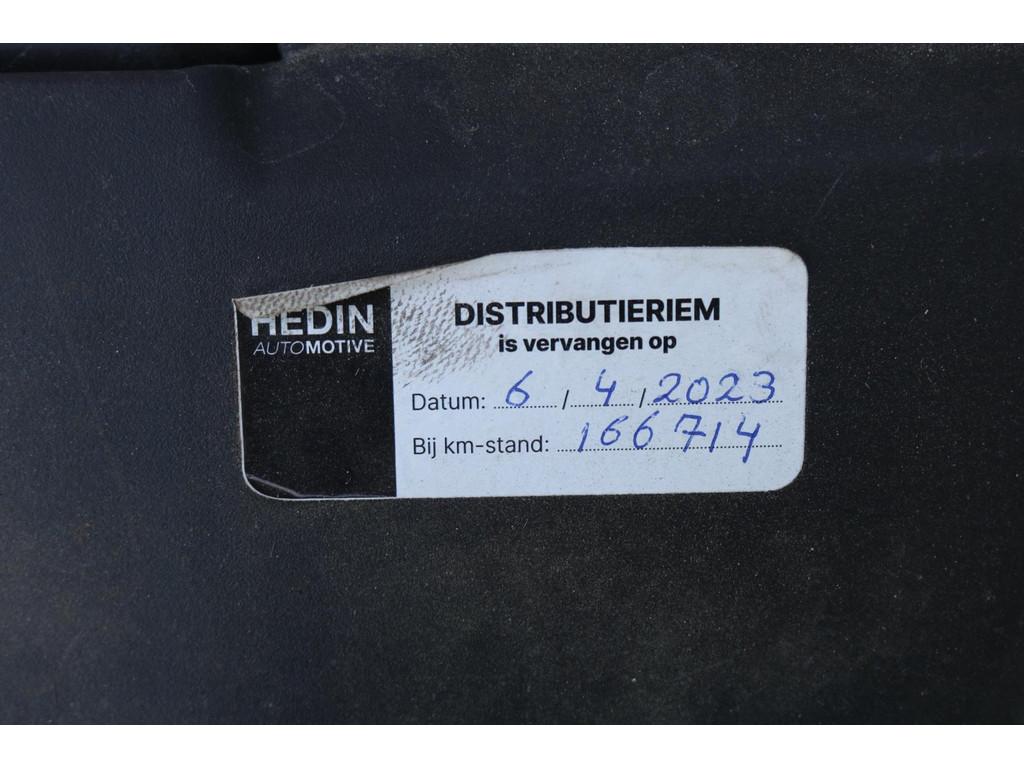 HEDIN
AUTOMOTIVE
DISTRIBUTIERIEM
is vervangen op
Datum: 6 / 4 / 2023
Bij km-stand: 166714